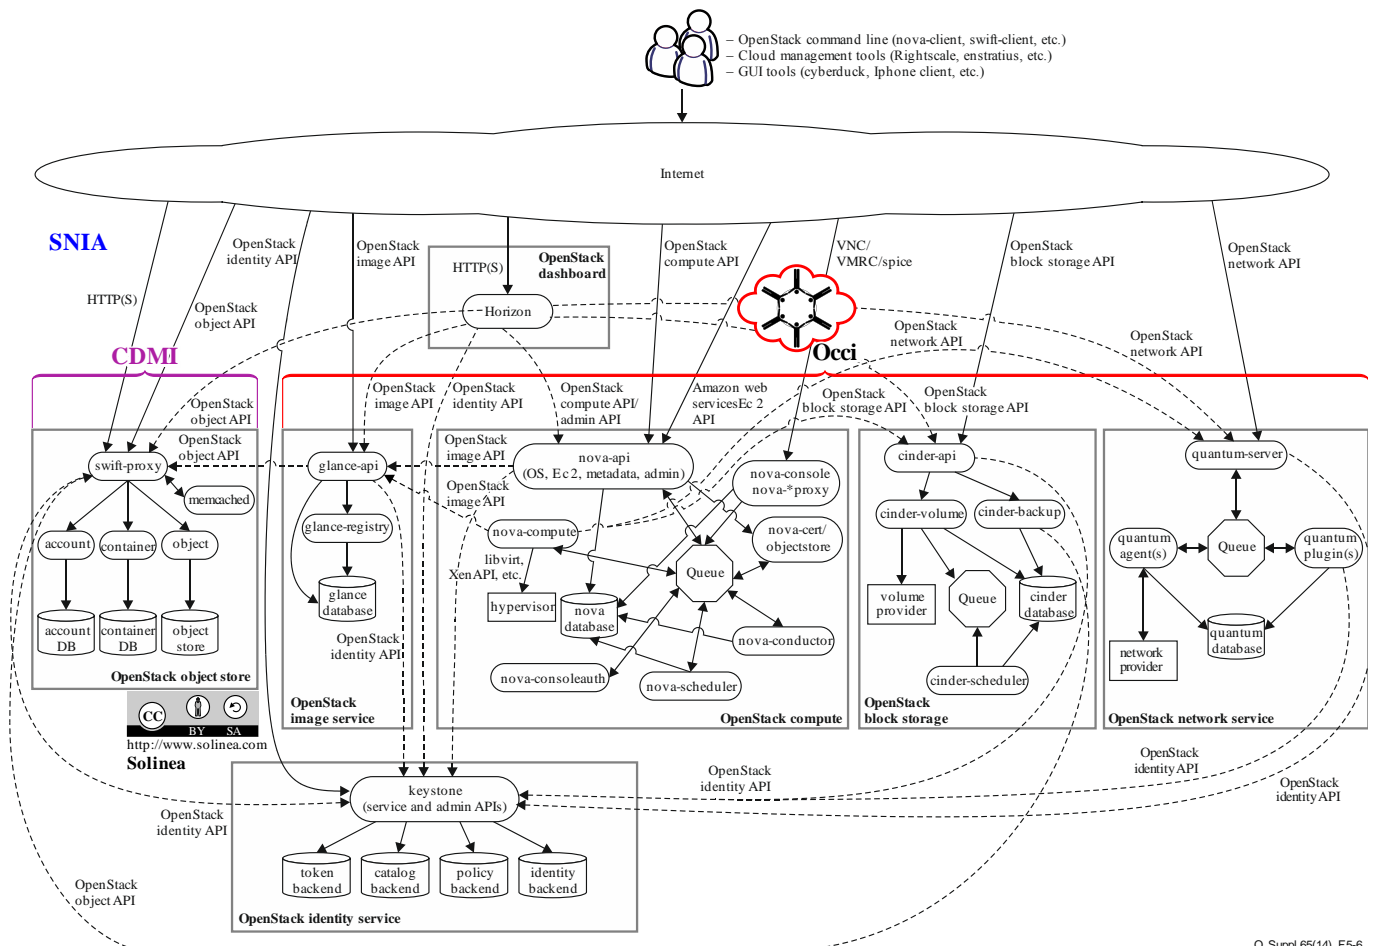 – OpenStack command line (nova-client, swift-client, etc.)
– Cloud management tools (Rightscale, enstratius, etc.)
– GUI tools (cyberduck, Iphone client, etc.)
Internet
SNIA
OpenStack
identity API
OpenStack
image API
HTTP(S)
OpenStack
dashboard
OpenStack
compute API
VNC/
VMRC/spice
OpenStack
block storage API
OpenStack
network API
HTTP(S)
OpenStack
object API
Horizon
CDMI
Occi
OpenStack
network API
OpenStack
network API
OpenStack
object API
OpenStack
image API
OpenStack
identity API
OpenStack
compute API/
admin API
Amazon web
servicesEc 2
API
OpenStack
block storage API
OpenStack
block storage API
OpenStack
object API
OpenStack
image API
swift-proxy
glance-api
nova-api
(OS, Ec 2, metadata, admin)
nova-console
nova-*proxy
cinder-api
quantum-server
memcached
OpenStack
image API
glance-registry
nova-compute
nova-cert/
objectstore
cinder-volume
cinder-backup
account
container
object
libvirt,
XenAPI, etc.
Queue
quantum
agent(s)
Queue
quantum
plugin(s)
glance
database
hypervisor
nova
database
volume
provider
Queue
cinder
database
account
DB
container
DB
object
store
OpenStack
identity API
nova-conductor
quantum
database
network
provider
nova-consoleauth
nova-scheduler
cinder-scheduler
OpenStack object store
OpenStack
image service
OpenStack compute
OpenStack
block storage
OpenStack network service
CC
BY SA
http://www.solinea.com
Solinea
OpenStack
identity API
OpenStack
identity API
OpenStack
identity API
OpenStack
identity API
keystone
(service and admin APIs)
token
backend
catalog
backend
policy
backend
identity
backend
OpenStack
object API
OpenStack identity service
Q Suppl.65(14)_F5-6